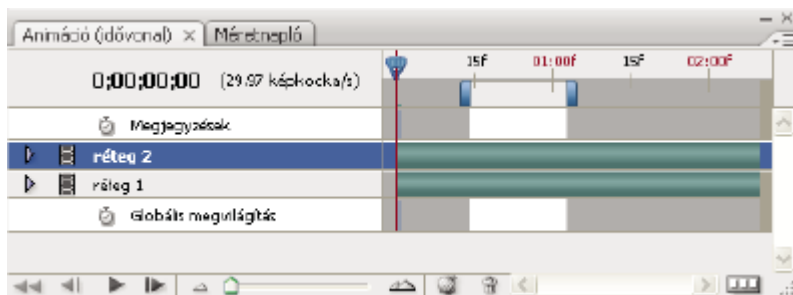 Animáció (idővonal) × Méretnapló
0;00;00;00 (29.97 képkocka/s)
15f 01:00f 15f 02:00f
Megjegyzések
réteg 2
réteg 1
Globális megvilágítás